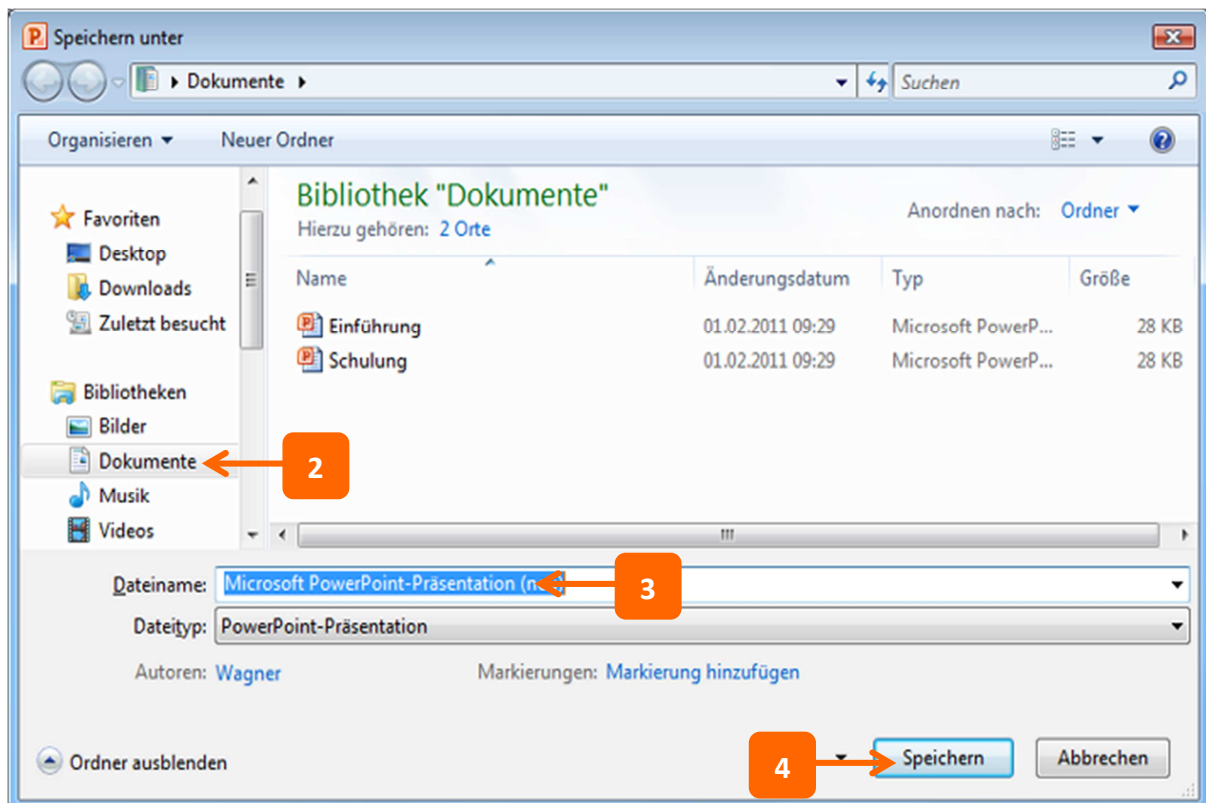 Speichern unter
Dokumente
Suchen
Organisieren Neuer Ordner
Favoriten
Desktop
Downloads
Zuletzt besucht
Bibliotheken
Bilder
Dokumente
Musik
Videos
Bibliothek "Dokumente"
Hierzu gehören: 2 Orte
Anordnen nach: Ordner
Name Änderungsdatum Typ Größe
Einführung 01.02.2011 09:29 Microsoft PowerP... 28 KB
Schulung 01.02.2011 09:29 Microsoft PowerP... 28 KB
2
Dateiname: Microsoft PowerPoint-Präsentation
3
Dateityp: PowerPoint-Präsentation
Autoren: Wagner Markierungen: Markierung hinzufügen
Ordner ausblenden
4
Speichern Abbrechen